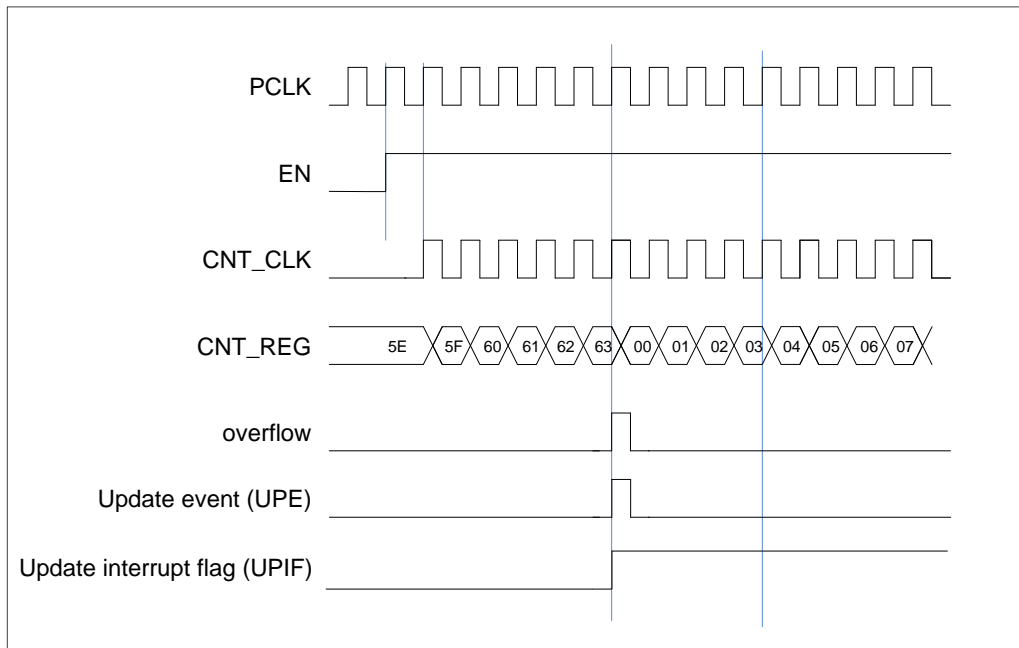 PCLK
EN
CNT_CLK
CNT_REG 5E 5F 60 61 62 63 00 01 02 03 04 05 06 07
overflow
Update event (UPE)
Update interrupt flag (UPIF)